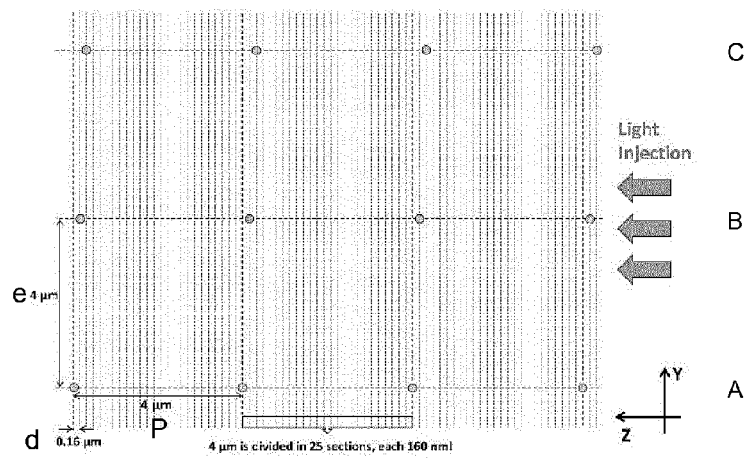 C
Light
Injection
B
e 4 µm
A
Y
4 µm
Z
d 0.16 µm P
4 µm is divided in 25 sections, each 160 nm!